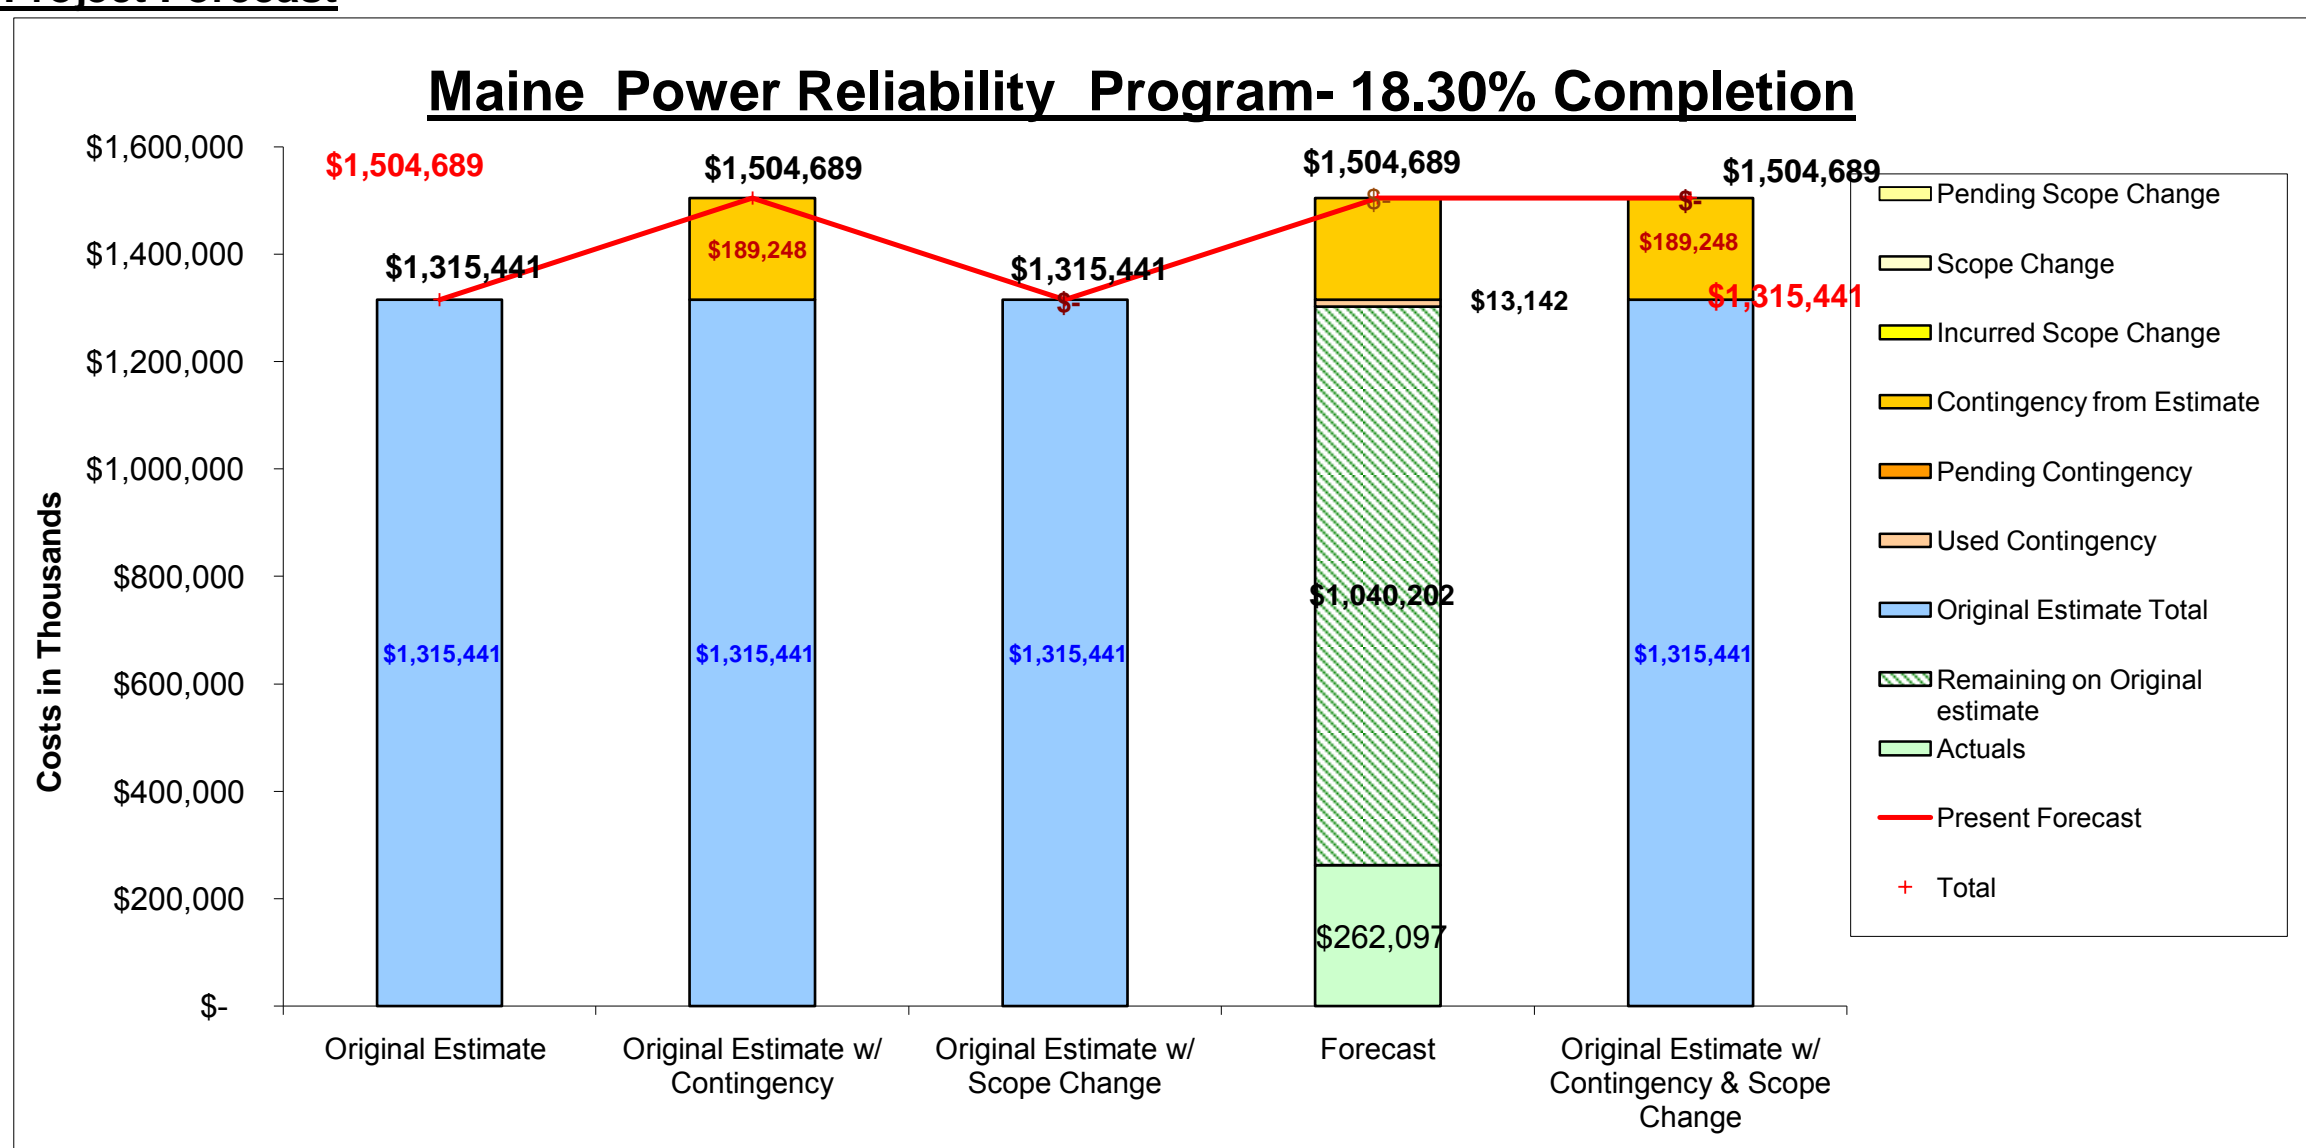 Project Forecast
Maine Power Reliability Program- 18.30% Completion
$1,600,000
$1,400,000
$1,200,000
$1,000,000
$800,000
$600,000
$400,000
$200,000
$-
Costs in Thousands
$1,504,689
$1,315,441
$1,315,441
$1,504,689
$189,248
$1,315,441
$1,315,441
$-
$1,315,441
$1,504,689
$-
$13,142
$1,040,202
$262,097
$1,504,689
$-
$189,248
$1,315,441
$1,315,441
Original Estimate
Original Estimate w/
Contingency
Original Estimate w/
Scope Change
Forecast
Original Estimate w/
Contingency & Scope
Change
Pending Scope Change
Scope Change
Incurred Scope Change
Contingency from Estimate
Pending Contingency
Used Contingency
Original Estimate Total
Remaining on Original
estimate
Actuals
Present Forecast
Total